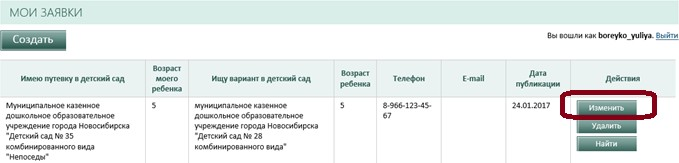 МОИ ЗАЯВКИ
Создать
Вы вошли как boreyko_yuliya. Выйти
Имею путевку в детский сад
Возраст
моего
ребенка
Ищу вариант в детский сад
Возраст
ребенка
Телефон
E-mail
Дата
публикации
Действия
Муниципальное казенное
дошкольное образовательное
учреждение города Новосибирска
"Детский сад № 35
комбинированного вида
"Непоседы"
5
муниципальное казенное
дошкольное образовательное
учреждение города Новосибирска
"Детский сад № 28
комбинированного вида"
5
8-966-123-45-
67
24.01.2017
Изменить
Удалить
Найти